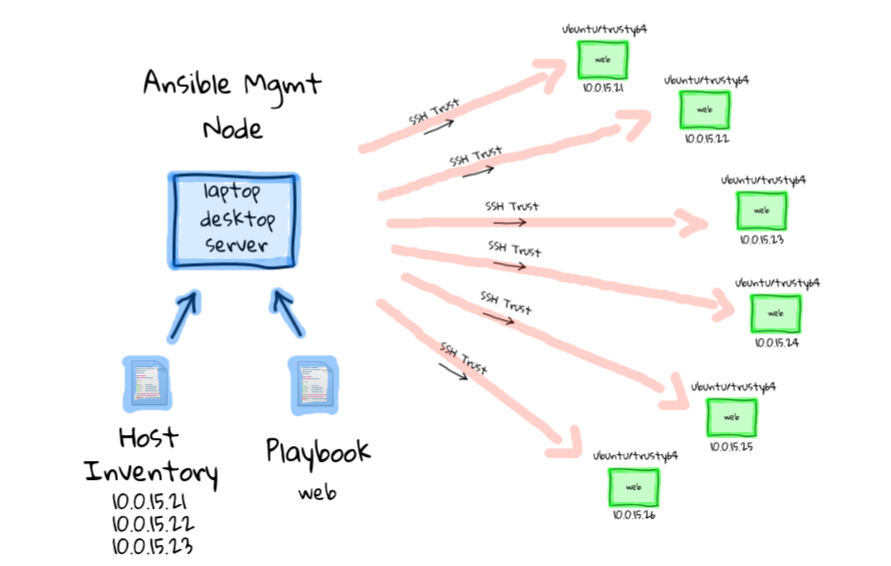 Ansible Mgmt
Node
laptop
desktop
server
Host
Inventory
10.0.15.21
10.0.15.22
10.0.15.23
Playbook
web
SSH Trust
SSH Trust
SSH Trust
SSH Trust
SSH Trust
SSH Trust
ubuntu/trusty64
web
10.0.15.21
ubuntu/trusty64
web
10.0.15.22
ubuntu/trusty64
web
10.0.15.23
ubuntu/trusty64
web
10.0.15.24
ubuntu/trusty64
web
10.0.15.25
ubuntu/trusty64
web
10.0.15.26